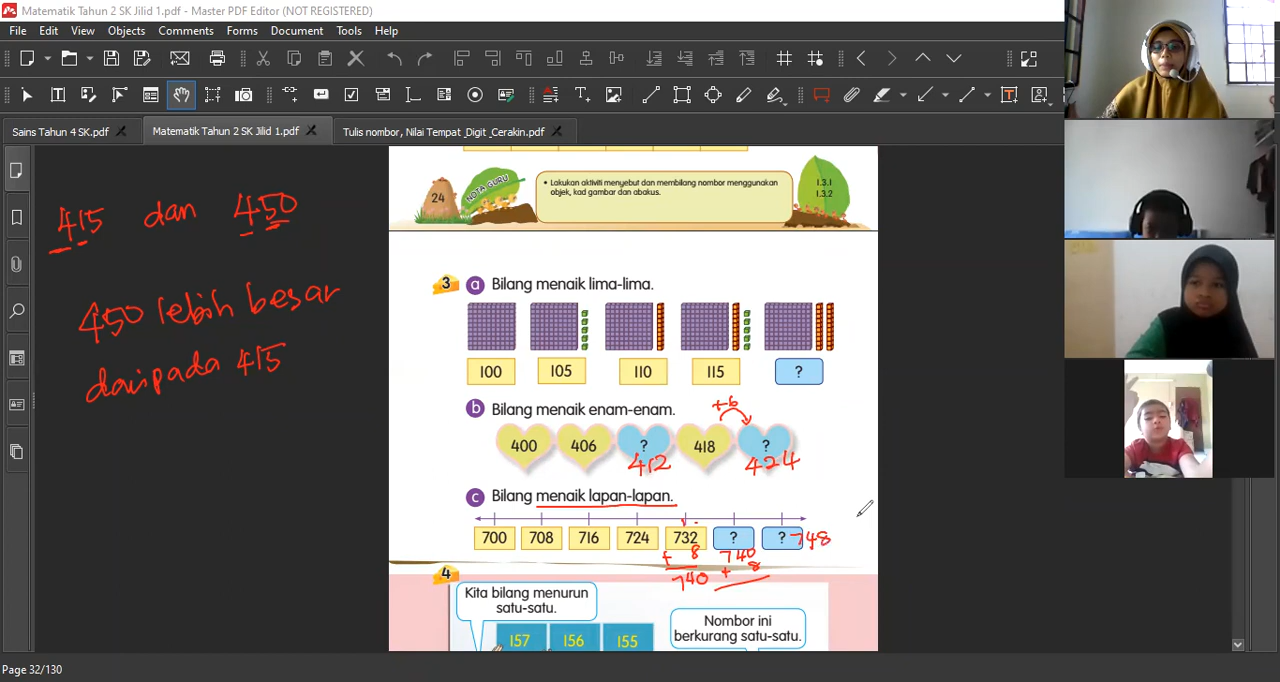 Matematik Tahun 2 SK Jilid 1.pdf - Master PDF Editor (NOT REGISTERED)
File Edit View Objects Comments Forms Document Tools Help
Sains Tahun 4 SK.pdf Matematik Tahun 2 SK Jilid 1.pdf Tulis nombor, Nilai Tempat ,Digit ,Cerakin.pdf
24
NOTA GURU
• Lakukan aktiviti menyebut dan membilang nombor menggunakan
objek, kad gambar dan abakus.
1.3.1
1.3.2
415 dan 450
450 lebih besar
daripada 415
3 a Bilang menaik lima-lima.
100 105 110 115 ?
b Bilang menaik enam-enam.
+6
400 406 ? 418 ?
412 424
c Bilang menaik lapan-lapan.
700 708 716 724 732 ? ? 748
+ 8 740
740 + 8
4
Kita bilang menurun
satu-satu.
Nombor ini
berkurang satu-satu.
157 156 155
Page 32/130